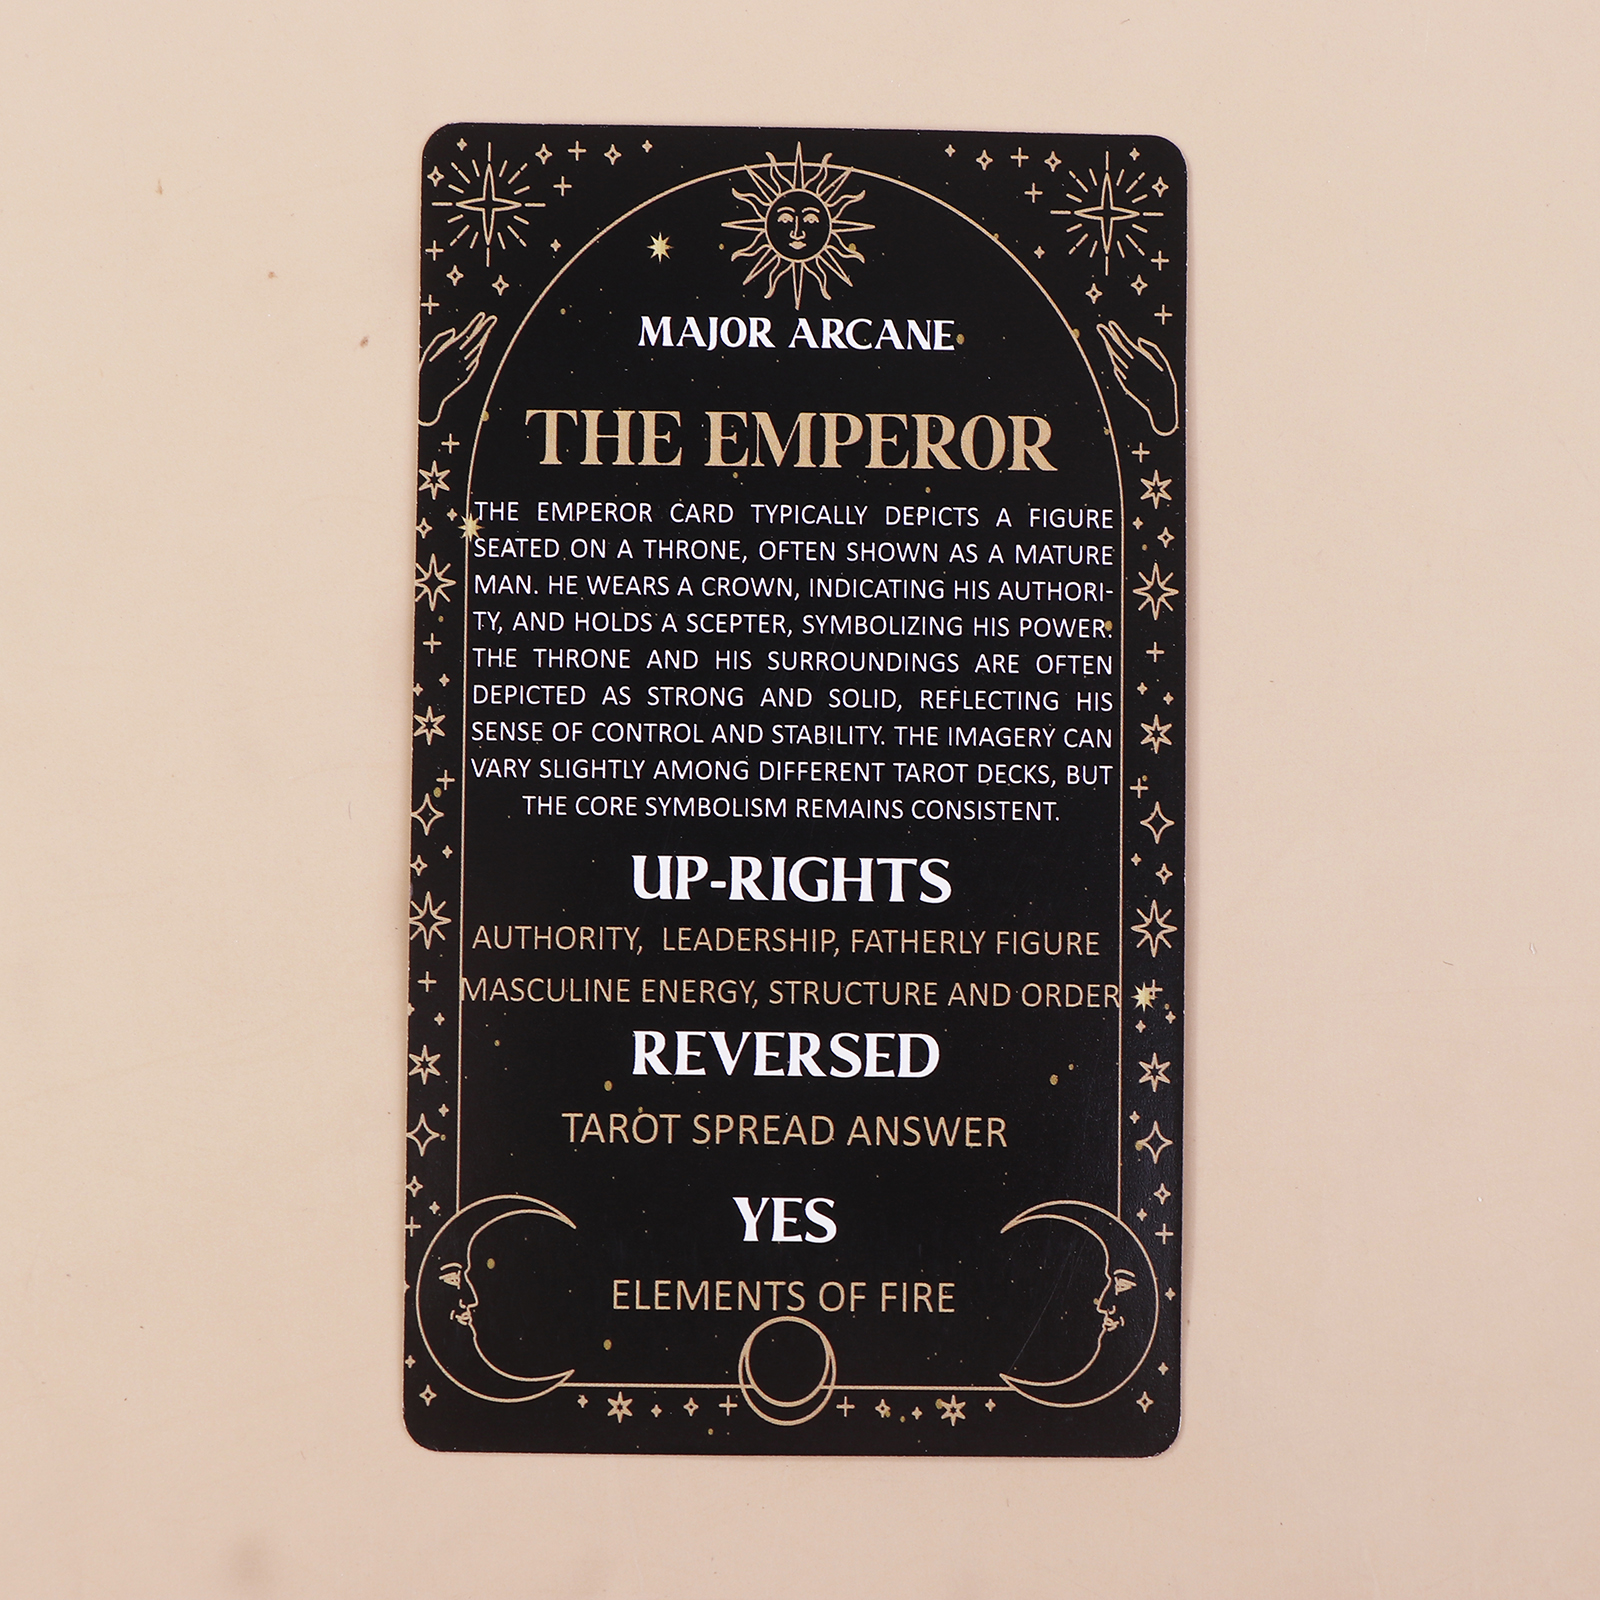 MAJOR ARCANE
THE EMPEROR
THE EMPEROR CARD TYPICALLY DEPICTS A FIGURE
SEATED ON A THRONE, OFTEN SHOWN AS A MATURE
MAN. HE WEARS A CROWN, INDICATING HIS AUTHORI-
TY, AND HOLDS A SCEPTER, SYMBOLIZING HIS POWER.
THE THRONE AND HIS SURROUNDINGS ARE OFTEN
DEPICTED AS STRONG AND SOLID, REFLECTING HIS
SENSE OF CONTROL AND STABILITY. THE IMAGERY CAN
VARY SLIGHTLY AMONG DIFFERENT TAROT DECKS, BUT
THE CORE SYMBOLISM REMAINS CONSISTENT.
UP-RIGHTS
AUTHORITY, LEADERSHIP, FATHERLY FIGURE
MASCULINE ENERGY, STRUCTURE AND ORDER
REVERSED
TAROT SPREAD ANSWER
YES
ELEMENTS OF FIRE